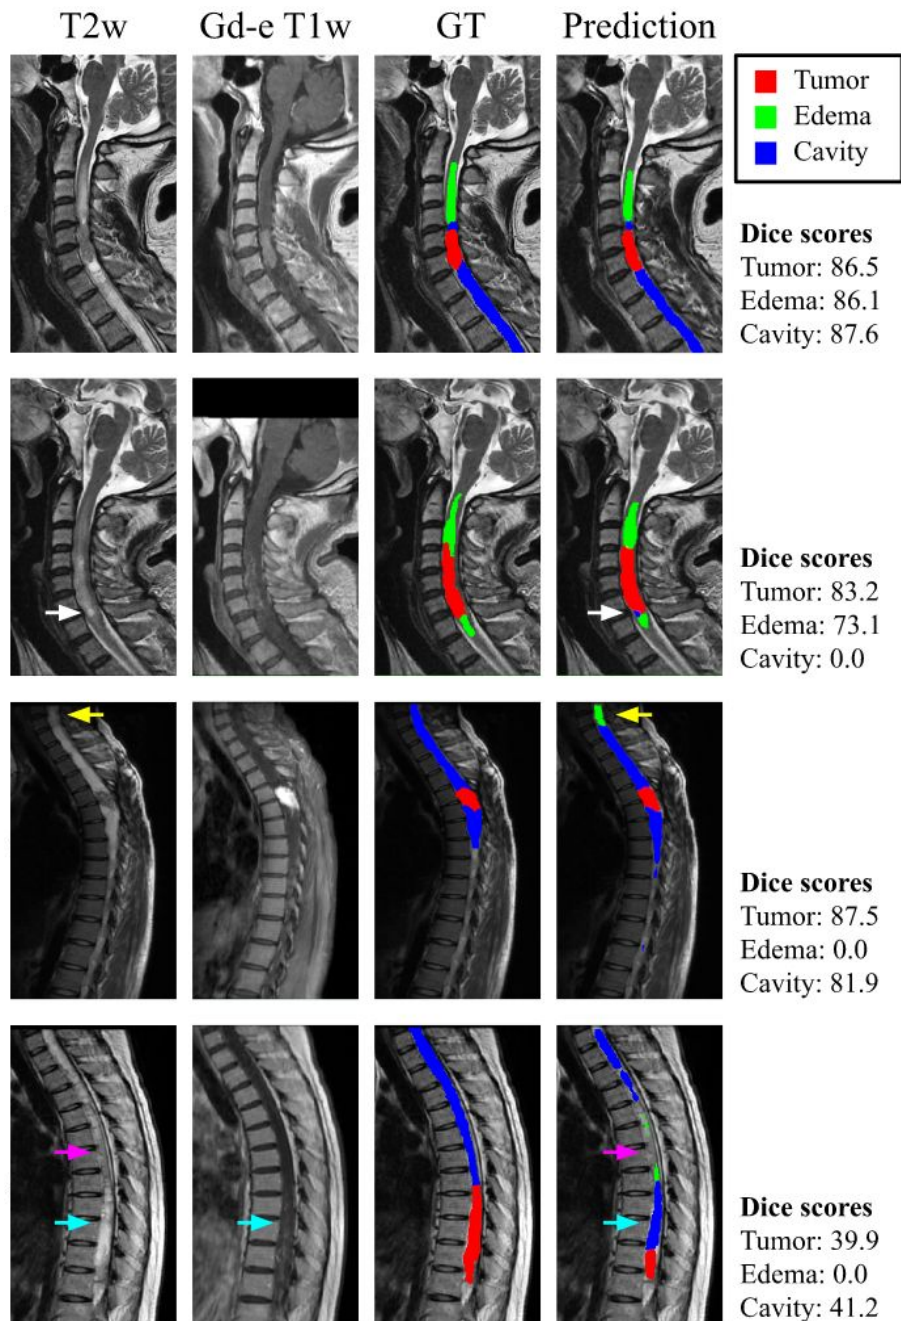 T2w Gd-e T1w GT Prediction
Tumor
Edema
Cavity
Dice scores
Tumor: 86.5
Edema: 86.1
Cavity: 87.6
Dice scores
Tumor: 83.2
Edema: 73.1
Cavity: 0.0
Dice scores
Tumor: 87.5
Edema: 0.0
Cavity: 81.9
Dice scores
Tumor: 39.9
Edema: 0.0
Cavity: 41.2